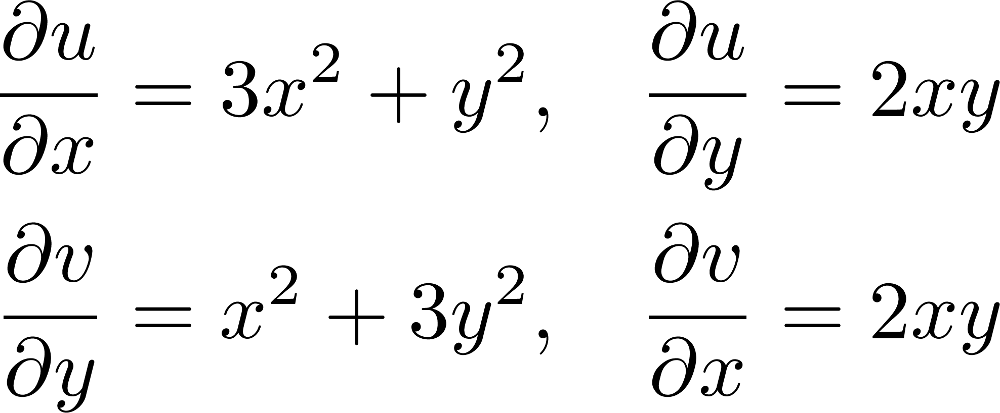 ∂u/∂x = 3x² + y², ∂u/∂y = 2xy
∂v/∂y = x² + 3y², ∂v/∂x = 2xy